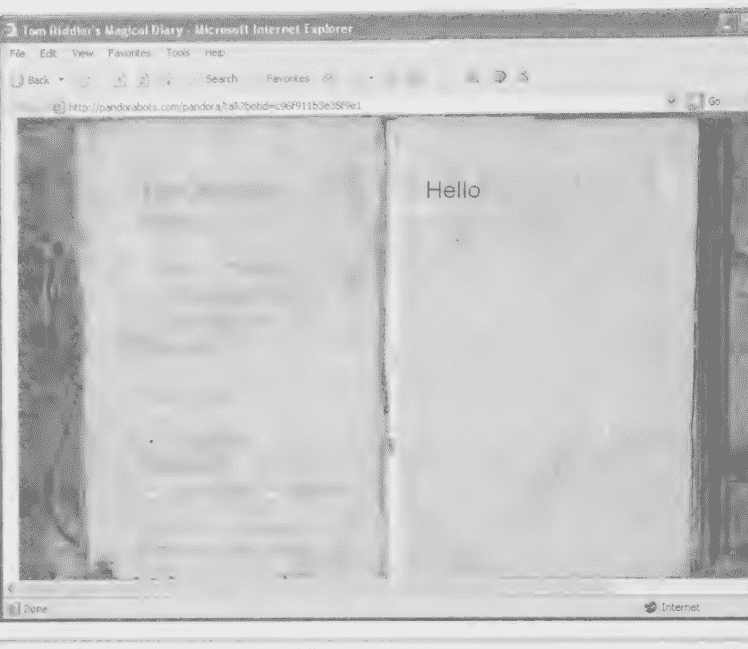 Tom Riddler's Magical Diary - Microsoft Internet Explorer
File Edit View Favorites Tools Help
Back Search Favorites
http://pandorabots.com/pandora/talk?botid=c96f911b3e35f9e1 Go
Hello
Done Internet